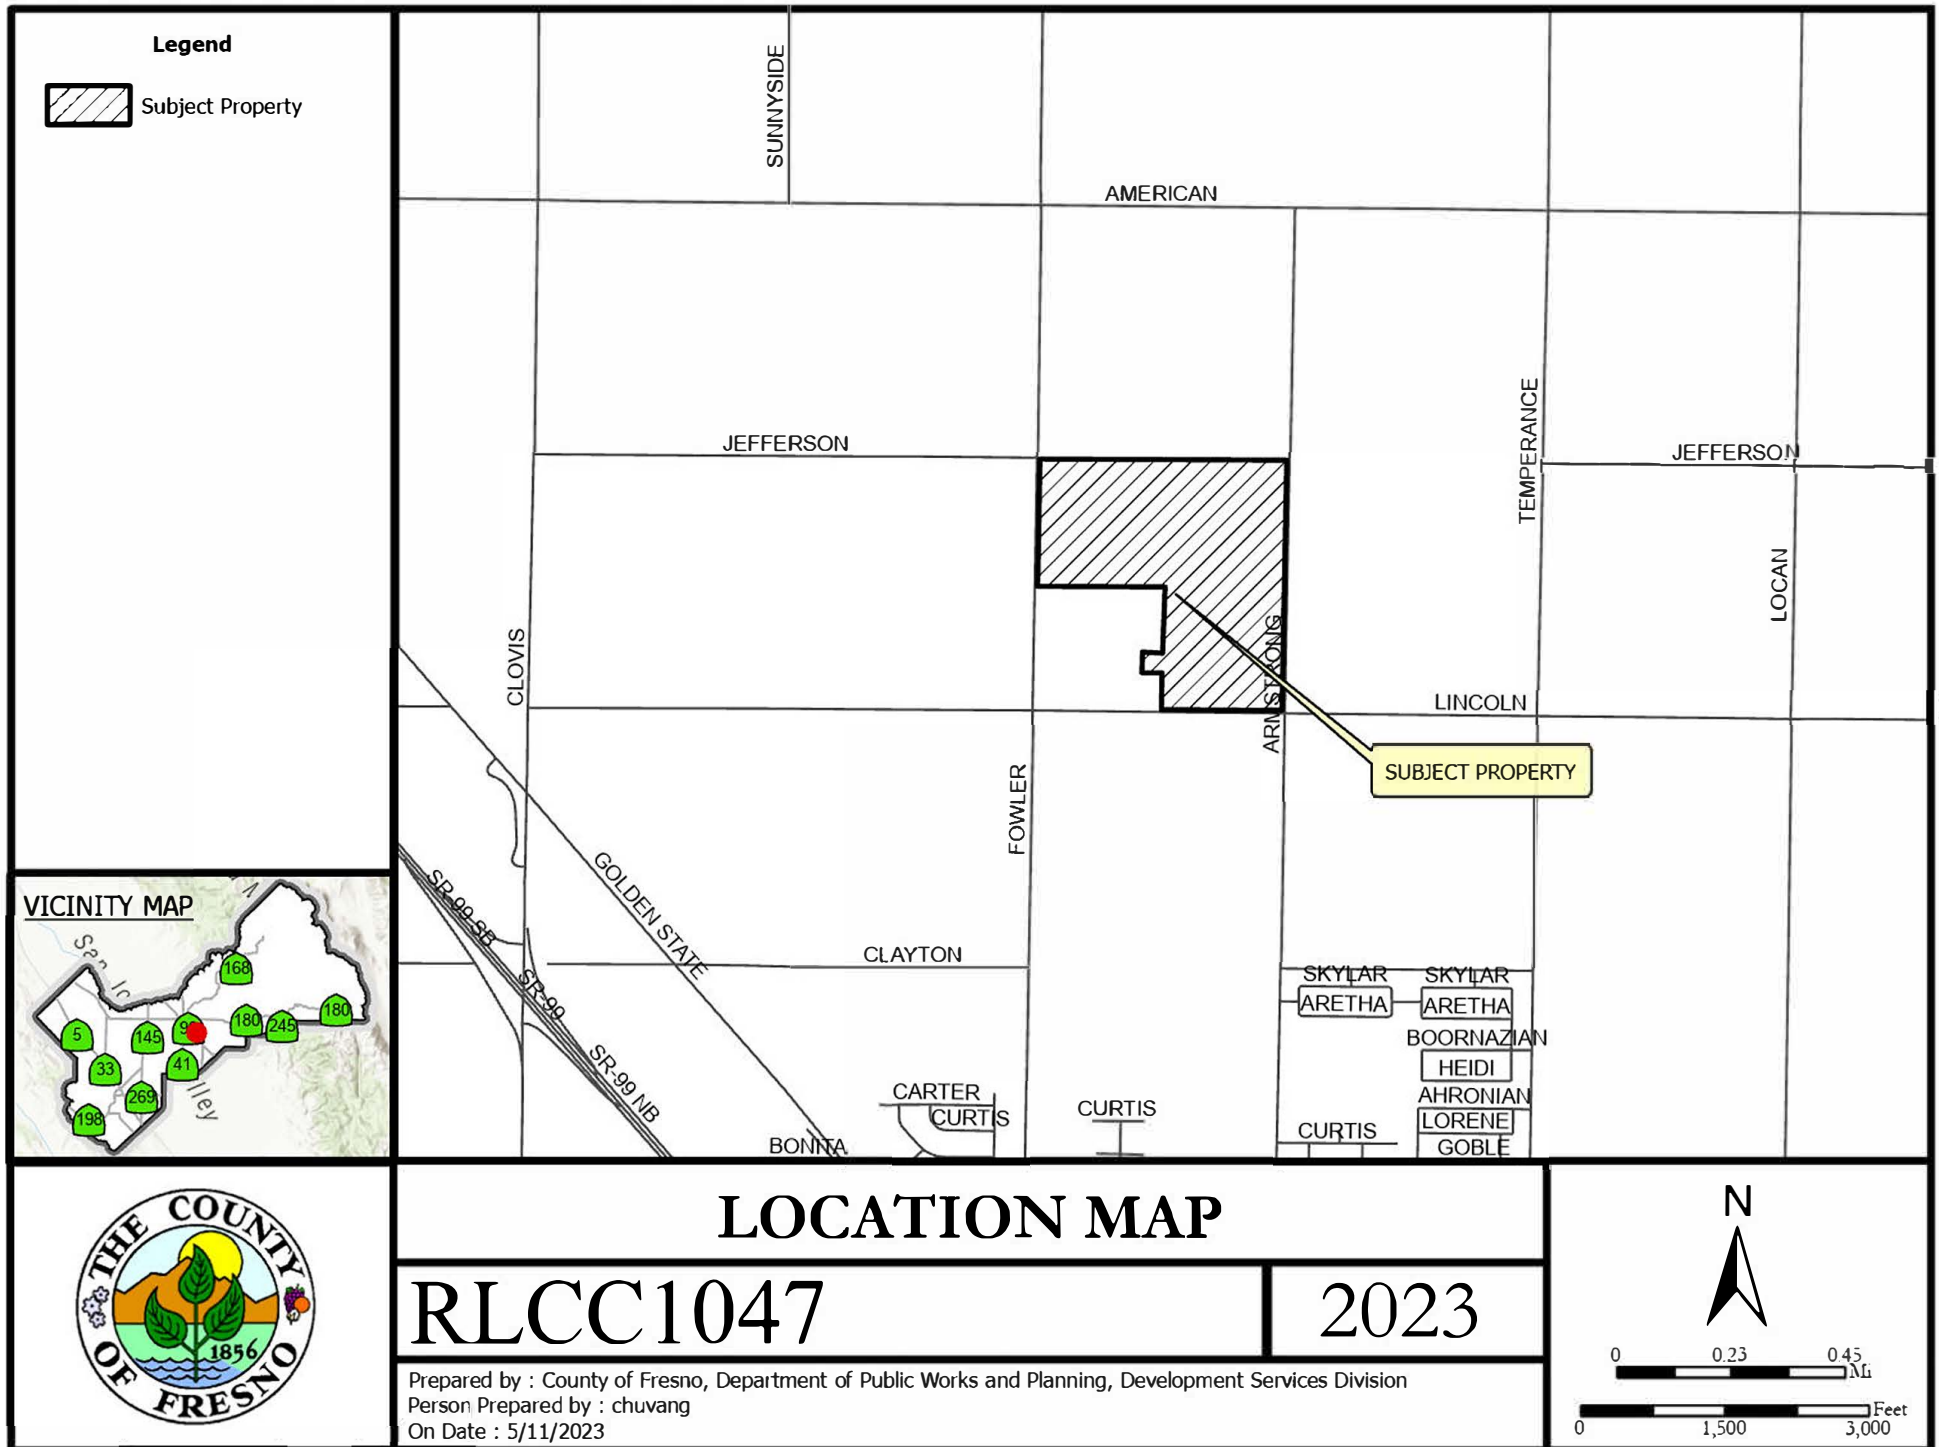 Legend
Subject Property
SUNNYSIDE
AMERICAN
JEFFERSON
TEMPERANCE
JEFFERSON
LOCAN
CLOVIS
ARMSTRONG
LINCOLN
SUBJECT PROPERTY
FOWLER
GOLDEN STATE
SR-99 SB
SR-99
SR-99 NB
CLAYTON
SKYLAR
SKYLAR
ARETHA
ARETHA
BOORNAZIAN
HEIDI
AHRONIAN
LORENE
GOBLE
CARTER
CURTIS
CURTIS
CURTIS
BONITA
VICINITY MAP
San
lley
168
180
180
245
5
145
33
41
269
198
THE COUNTY
OF FRESNO
1856
LOCATION MAP
RLCC1047
2023
Prepared by : County of Fresno, Department of Public Works and Planning, Development Services Division
Person Prepared by : chuvang
On Date : 5/11/2023
N
0 0.23 0.45
Mi
Feet
0 1,500 3,000